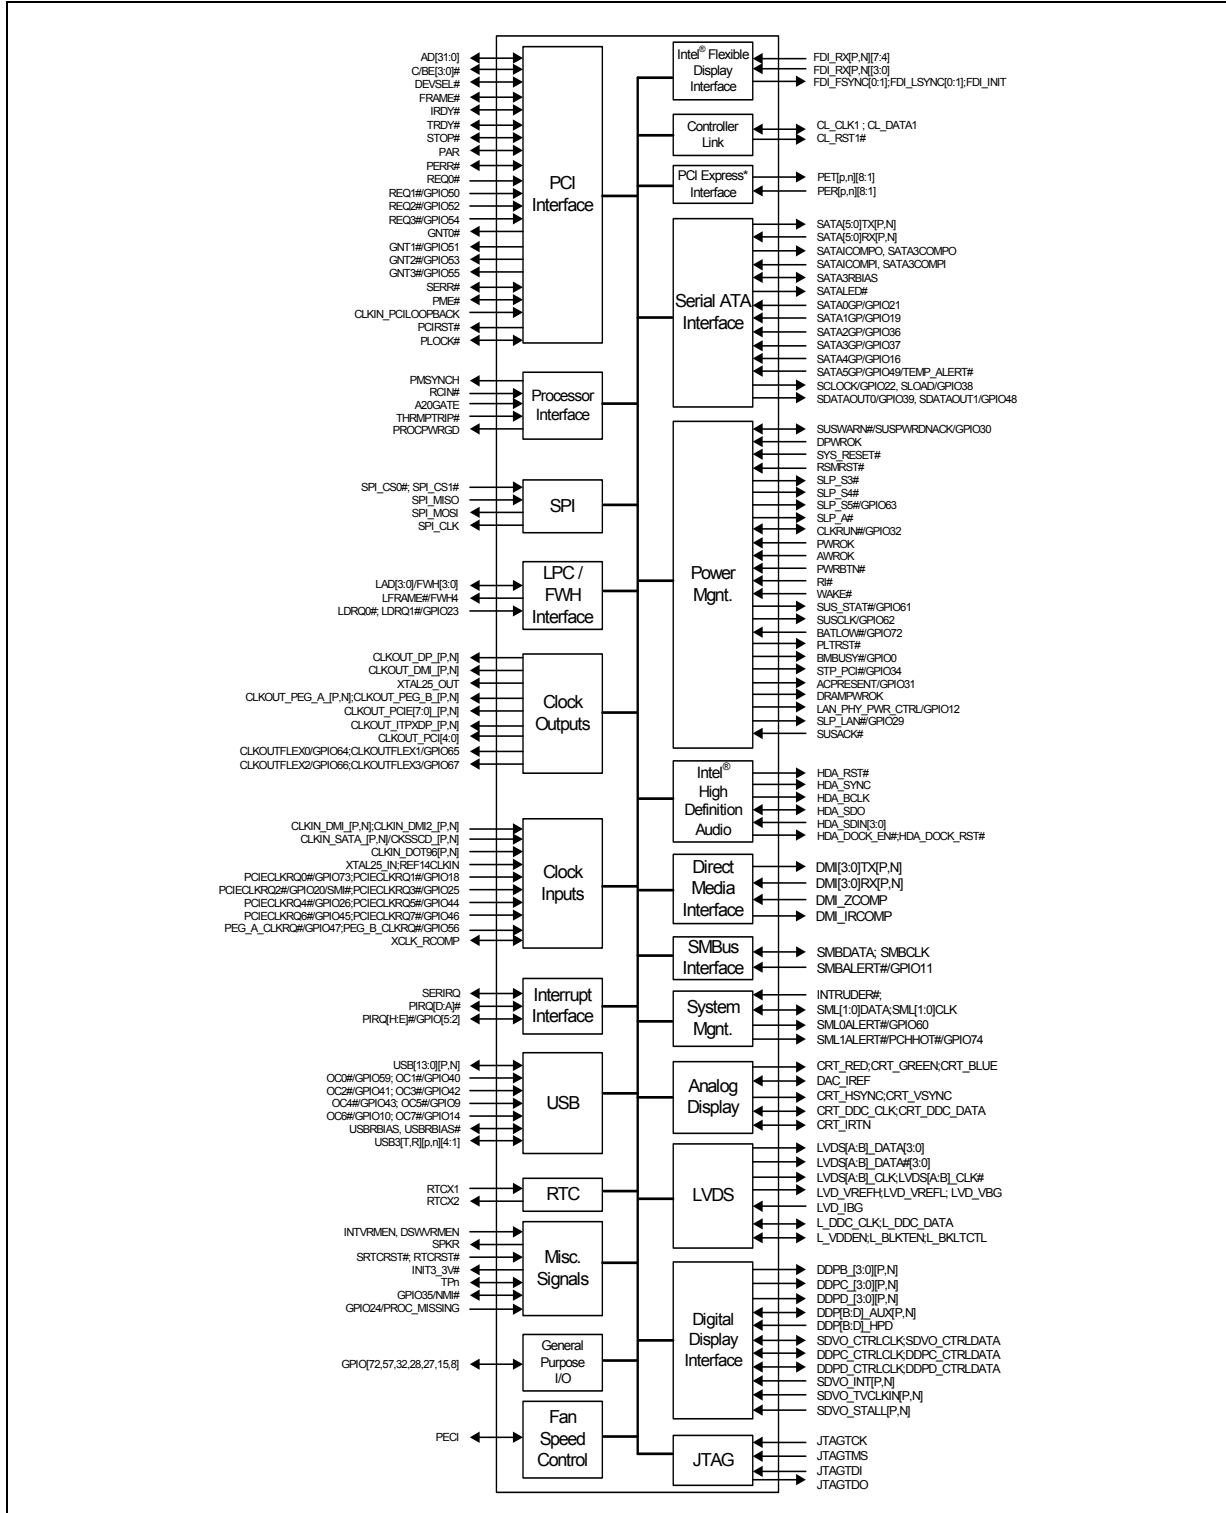 AD[31:0]
C/BE[3:0]#
DEVSEL#
FRAME#
IRDY#
TRDY#
STOP#
PAR
PERR#
REQ0#
REQ1#/GPIO50
REQ2#/GPIO52
REQ3#/GPIO54
GNT0#
GNT1#/GPIO51
GNT2#/GPIO53
GNT3#/GPIO55
SERR#
PME#
CLKIN_PCILOOPBACK
PCIRST#
PLOCK#
PCI
Interface
PMSYNCH
RCIN#
A20GATE
THRMPTRIP#
PROCPWRGD
Processor
Interface
SPI_CS0#; SPI_CS1#
SPI_MISO
SPI_MOSI
SPI_CLK
SPI
LAD[3:0]/FWH[3:0]
LFRAME#/FWH4
LDRQ0#; LDRQ1#/GPIO23
LPC /
FWH
Interface
CLKOUT_DP_[P,N]
CLKOUT_DMI_[P,N]
XTAL25_OUT
CLKOUT_PEG_A_[P,N];CLKOUT_PEG_B_[P,N]
CLKOUT_PCIE[7:0]_[P,N]
CLKOUT_ITPXDP_[P,N]
CLKOUT_PCI[4:0]
CLKOUTFLEX0/GPIO64;CLKOUTFLEX1/GPIO65
CLKOUTFLEX2/GPIO66;CLKOUTFLEX3/GPIO67
Clock
Outputs
CLKIN_DMI_[P,N];CLKIN_DMI2_[P,N]
CLKIN_SATA_[P,N]/CKSSCD_[P,N]
CLKIN_DOT96[P,N]
XTAL25_IN;REF14CLKIN
PCIECLKRQ0#/GPIO73;PCIECLKRQ1#/GPIO18
PCIECLKRQ2#/GPIO20/SMI#;PCIECLKRQ3#/GPIO25
PCIECLKRQ4#/GPIO26;PCIECLKRQ5#/GPIO44
PCIECLKRQ6#/GPIO45;PCIECLKRQ7#/GPIO46
PEG_A_CLKRQ#/GPIO47;PEG_B_CLKRQ#/GPIO56
XCLK_RCOMP
Clock
Inputs
SERIRQ
PIRQ[D:A]#
PIRQ[H:E]#/GPIO[5:2]
Interrupt
Interface
USB[13:0][P,N]
OC0#/GPIO59; OC1#/GPIO40
OC2#/GPIO41; OC3#/GPIO42
OC4#/GPIO43; OC5#/GPIO9
OC6#/GPIO10; OC7#/GPIO14
USBRBIAS, USBRBIAS#
USB3[T,R][p,n][4:1]
USB
RTCX1
RTCX2
RTC
INTVRMEN, DSWVRMEN
SPKR
SRTCRST#; RTCRST#
INIT3_3V#
TPn
GPIO35/NMI#
GPIO24/PROC_MISSING
Misc.
Signals
GPIO[72,57,32,28,27,15,8]
General
Purpose
I/O
PECI
Fan
Speed
Control
Intel® Flexible
Display
Interface
FDI_RX[P,N][7:4]
FDI_RX[P,N][3:0]
FDI_FSYNC[0:1];FDI_LSYNC[0:1];FDI_INIT
Controller
Link
CL_CLK1 ; CL_DATA1
CL_RST1#
PCI Express*
Interface
PET[p,n][8:1]
PER[p,n][8:1]
Serial ATA
Interface
SATA[5:0]TX[P,N]
SATA[5:0]RX[P,N]
SATAICOMPO, SATA3COMPO
SATAICOMPI, SATA3COMPI
SATA3RBIAS
SATALED#
SATA0GP/GPIO21
SATA1GP/GPIO19
SATA2GP/GPIO36
SATA3GP/GPIO37
SATA4GP/GPIO16
SATA5GP/GPIO49/TEMP_ALERT#
SCLOCK/GPIO22, SLOAD/GPIO38
SDATAOUT0/GPIO39, SDATAOUT1/GPIO48
Power
Mgnt.
SUSWARN#/SUSPWRDNACK/GPIO30
DPWROK
SYS_RESET#
RSMRST#
SLP_S3#
SLP_S4#
SLP_S5#/GPIO63
SLP_A#
CLKRUN#/GPIO32
PWROK
AWROK
PWRBTN#
RI#
WAKE#
SUS_STAT#/GPIO61
SUSCLK/GPIO62
BATLOW#/GPIO72
PLTRST#
BMBUSY#/GPIO0
STP_PCI#/GPIO34
ACPRESENT/GPIO31
DRAMPWROK
LAN_PHY_PWR_CTRL/GPIO12
SLP_LAN#/GPIO29
SUSACK#
Intel®
High
Definition
Audio
HDA_RST#
HDA_SYNC
HDA_BCLK
HDA_SDO
HDA_SDIN[3:0]
HDA_DOCK_EN#;HDA_DOCK_RST#
Direct
Media
Interface
DMI[3:0]TX[P,N]
DMI[3:0]RX[P,N]
DMI_ZCOMP
DMI_IRCOMP
SMBus
Interface
SMBDATA; SMBCLK
SMBALERT#/GPIO11
System
Mgnt.
INTRUDER#;
SML[1:0]DATA;SML[1:0]CLK
SML0ALERT#/GPIO60
SML1ALERT#/PCHHOT#/GPIO74
Analog
Display
CRT_RED;CRT_GREEN;CRT_BLUE
DAC_IREF
CRT_HSYNC;CRT_VSYNC
CRT_DDC_CLK;CRT_DDC_DATA
CRT_IRTN
LVDS
LVDS[A:B]_DATA[3:0]
LVDS[A:B]_DATA#[3:0]
LVDS[A:B]_CLK;LVDS[A:B]_CLK#
LVD_VREFH;LVD_VREFL; LVD_VBG
LVD_IBG
L_DDC_CLK;L_DDC_DATA
L_VDDEN;L_BLKTEN;L_BKLTCTL
Digital
Display
Interface
DDPB_[3:0][P,N]
DDPC_[3:0][P,N]
DDPD_[3:0][P,N]
DDP[B:D]_AUX[P,N]
DDP[B:D]_HPD
SDVO_CTRLCLK;SDVO_CTRLDATA
DDPC_CTRLCLK;DDPC_CTRLDATA
DDPD_CTRLCLK;DDPD_CTRLDATA
SDVO_INT[P,N]
SDVO_TVCLKIN[P,N]
SDVO_STALL[P,N]
JTAG
JTAGTCK
JTAGTMS
JTAGTDI
JTAGTDO